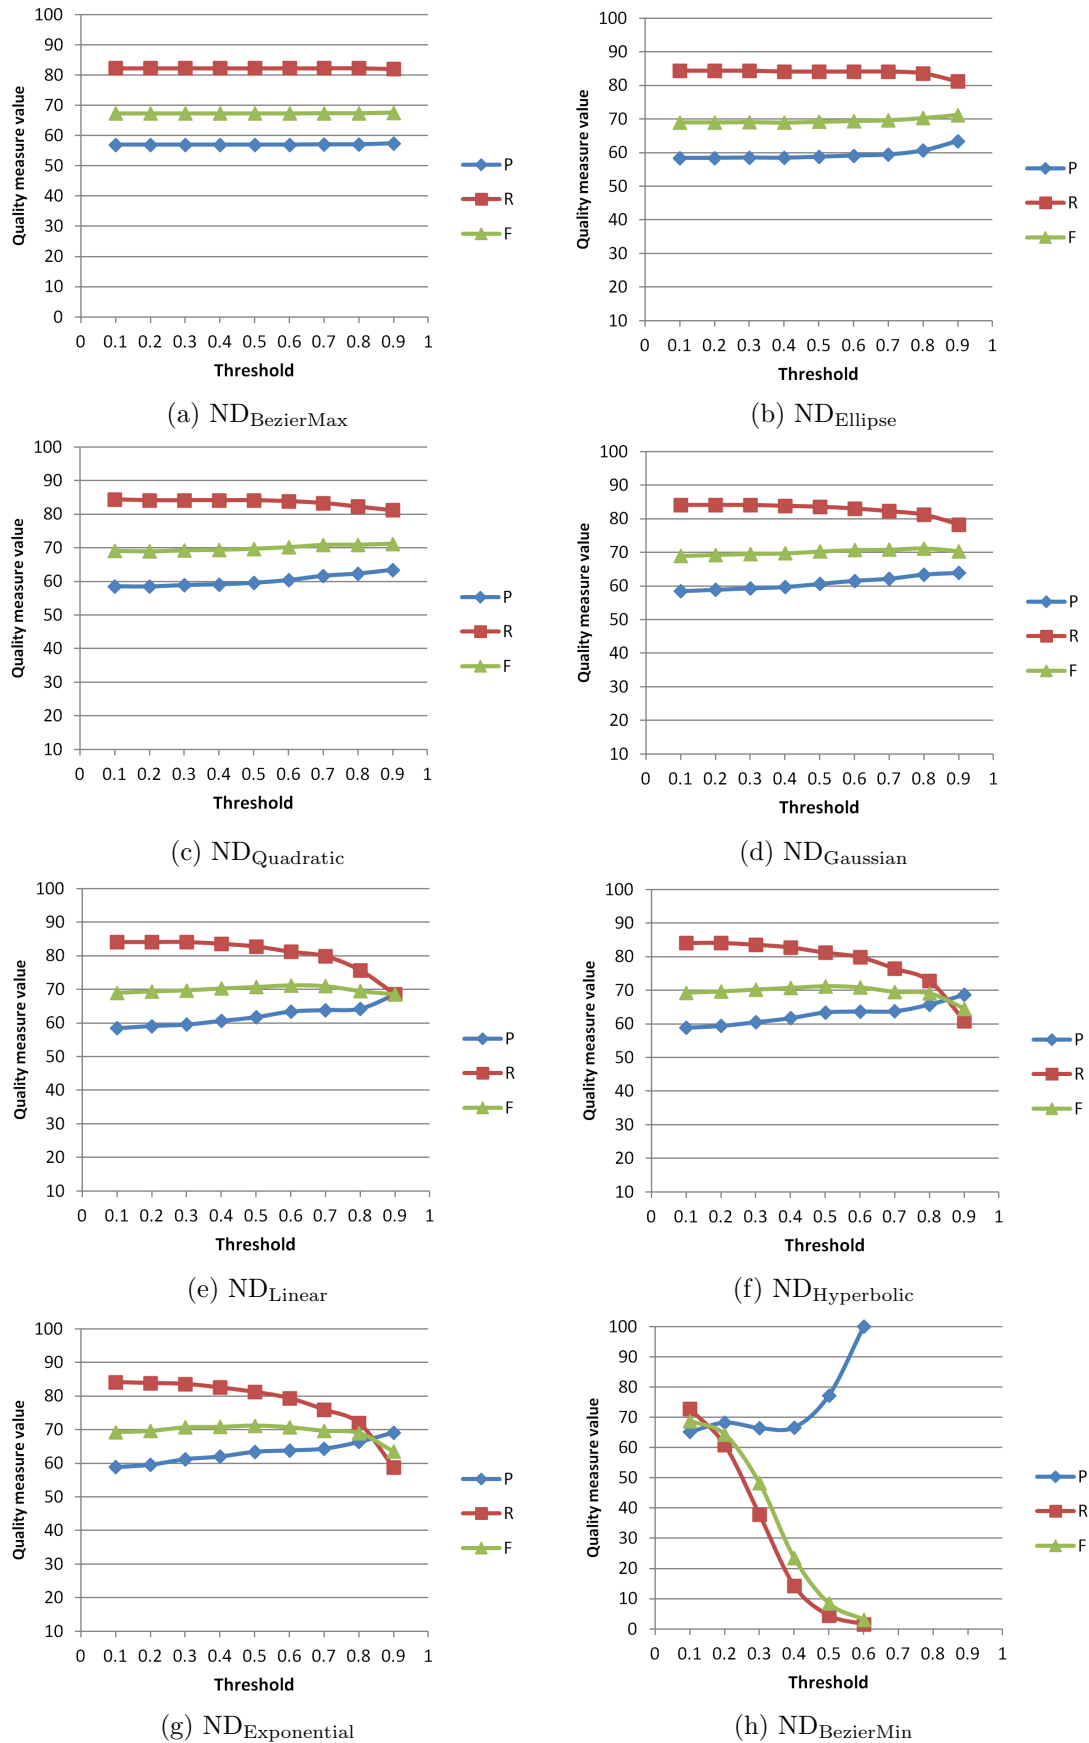 100
90
80
70
60
50
40
30
20
10
0
Quality measure value
0 0.1 0.2 0.3 0.4 0.5 0.6 0.7 0.8 0.9 1
Threshold
P
R
F
(a) ND_BezierMax
100
90
80
70
60
50
40
30
20
10
Quality measure value
0 0.1 0.2 0.3 0.4 0.5 0.6 0.7 0.8 0.9 1
Threshold
P
R
F
(b) ND_Ellipse
100
90
80
70
60
50
40
30
20
10
Quality measure value
0 0.1 0.2 0.3 0.4 0.5 0.6 0.7 0.8 0.9 1
Threshold
P
R
F
(c) ND_Quadratic
100
90
80
70
60
50
40
30
20
10
Quality measure value
0 0.1 0.2 0.3 0.4 0.5 0.6 0.7 0.8 0.9 1
Threshold
P
R
F
(d) ND_Gaussian
100
90
80
70
60
50
40
30
20
10
Quality measure value
0 0.1 0.2 0.3 0.4 0.5 0.6 0.7 0.8 0.9 1
Threshold
P
R
F
(e) ND_Linear
100
90
80
70
60
50
40
30
20
10
Quality measure value
0 0.1 0.2 0.3 0.4 0.5 0.6 0.7 0.8 0.9 1
Threshold
P
R
F
(f) ND_Hyperbolic
100
90
80
70
60
50
40
30
20
10
Quality measure value
0 0.1 0.2 0.3 0.4 0.5 0.6 0.7 0.8 0.9 1
Threshold
P
R
F
(g) ND_Exponential
100
90
80
70
60
50
40
30
20
10
0
Quality measure value
0 0.1 0.2 0.3 0.4 0.5 0.6 0.7 0.8 0.9 1
Threshold
P
R
F
(h) ND_BezierMin